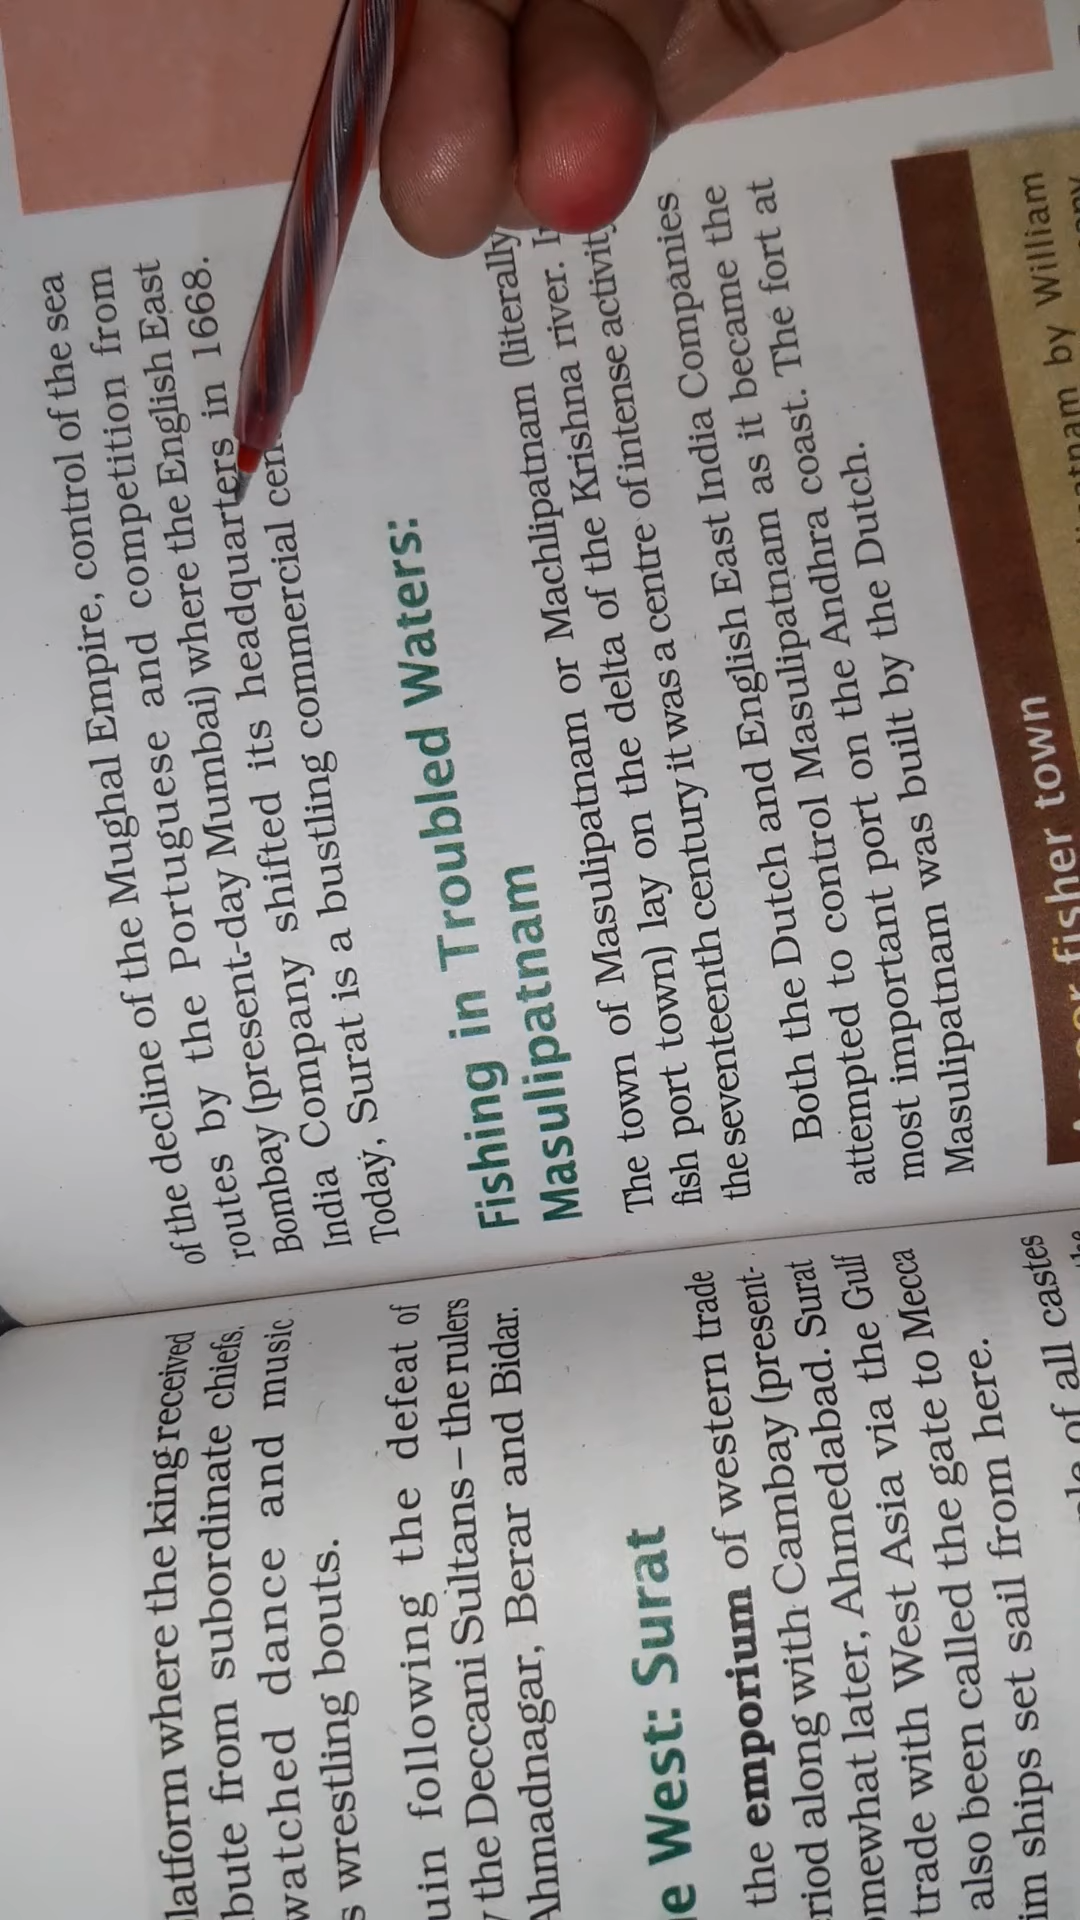 latform where the king received
bute from subordinate chiefs.
watched dance and music
s wrestling bouts.
uin following the defeat of
the Deccani Sultans – the rulers
Ahmadnagar, Berar and Bidar.
e West: Surat
the emporium of western trade
riod along with Cambay (present-
mewhat later, Ahmedabad. Surat
trade with West Asia via the Gulf
also been called the gate to Mecca
im ships set sail from here.
of all castes
of the decline of the Mughal Empire, control of the sea
routes by the Portuguese and competition from
Bombay (present-day Mumbai) where the English East
India Company shifted its headquarters in 1668.
Today, Surat is a bustling commercial cen
Fishing in Troubled Waters:
Masulipatnam
The town of Masulipatnam or Machlipatnam (literally
fish port town) lay on the delta of the Krishna river. I
the seventeenth century it was a centre of intense activity
Both the Dutch and English East India Companies
attempted to control Masulipatnam as it became the
most important port on the Andhra coast. The fort at
Masulipatnam was built by the Dutch.
fisher town
by William